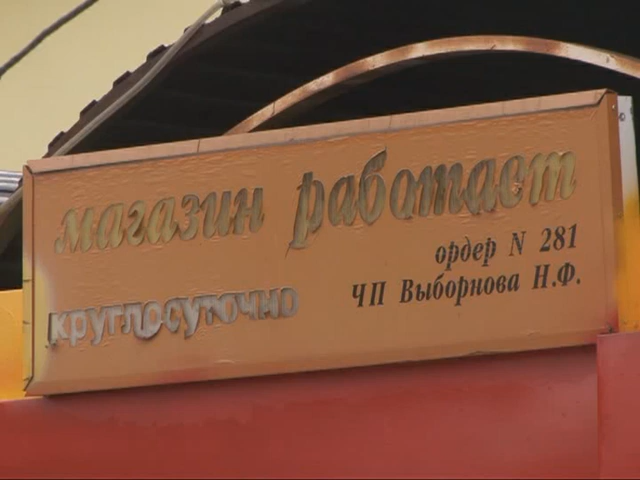 магазин работает
круглосуточно
ордер N 281
ЧП Выборнова Н.Ф.